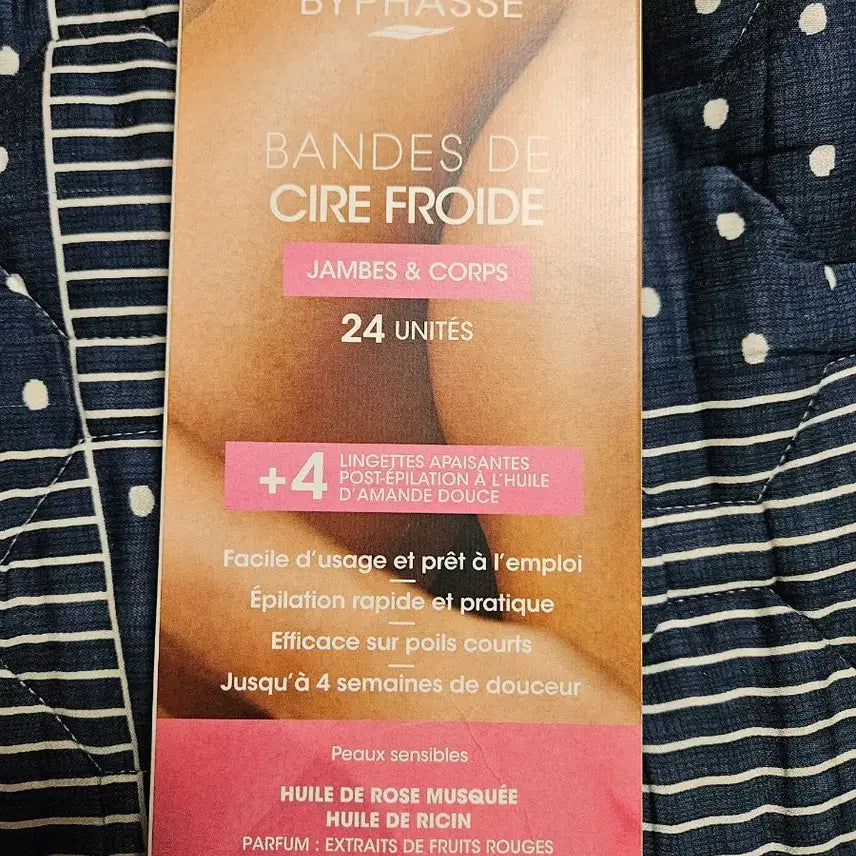 BYPHASSE
BANDES DE
CIRE FROIDE
JAMBES & CORPS
24 UNITÉS
+4 LINGETTES APAISANTES
POST-ÉPILATION À L'HUILE
D'AMANDE DOUCE
Facile d'usage et prêt à l'emploi
Épilation rapide et pratique
Efficace sur poils courts
Jusqu'à 4 semaines de douceur
Peaux sensibles
HUILE DE ROSE MUSQUÉE
HUILE DE RICIN
PARFUM : EXTRAITS DE FRUITS ROUGES